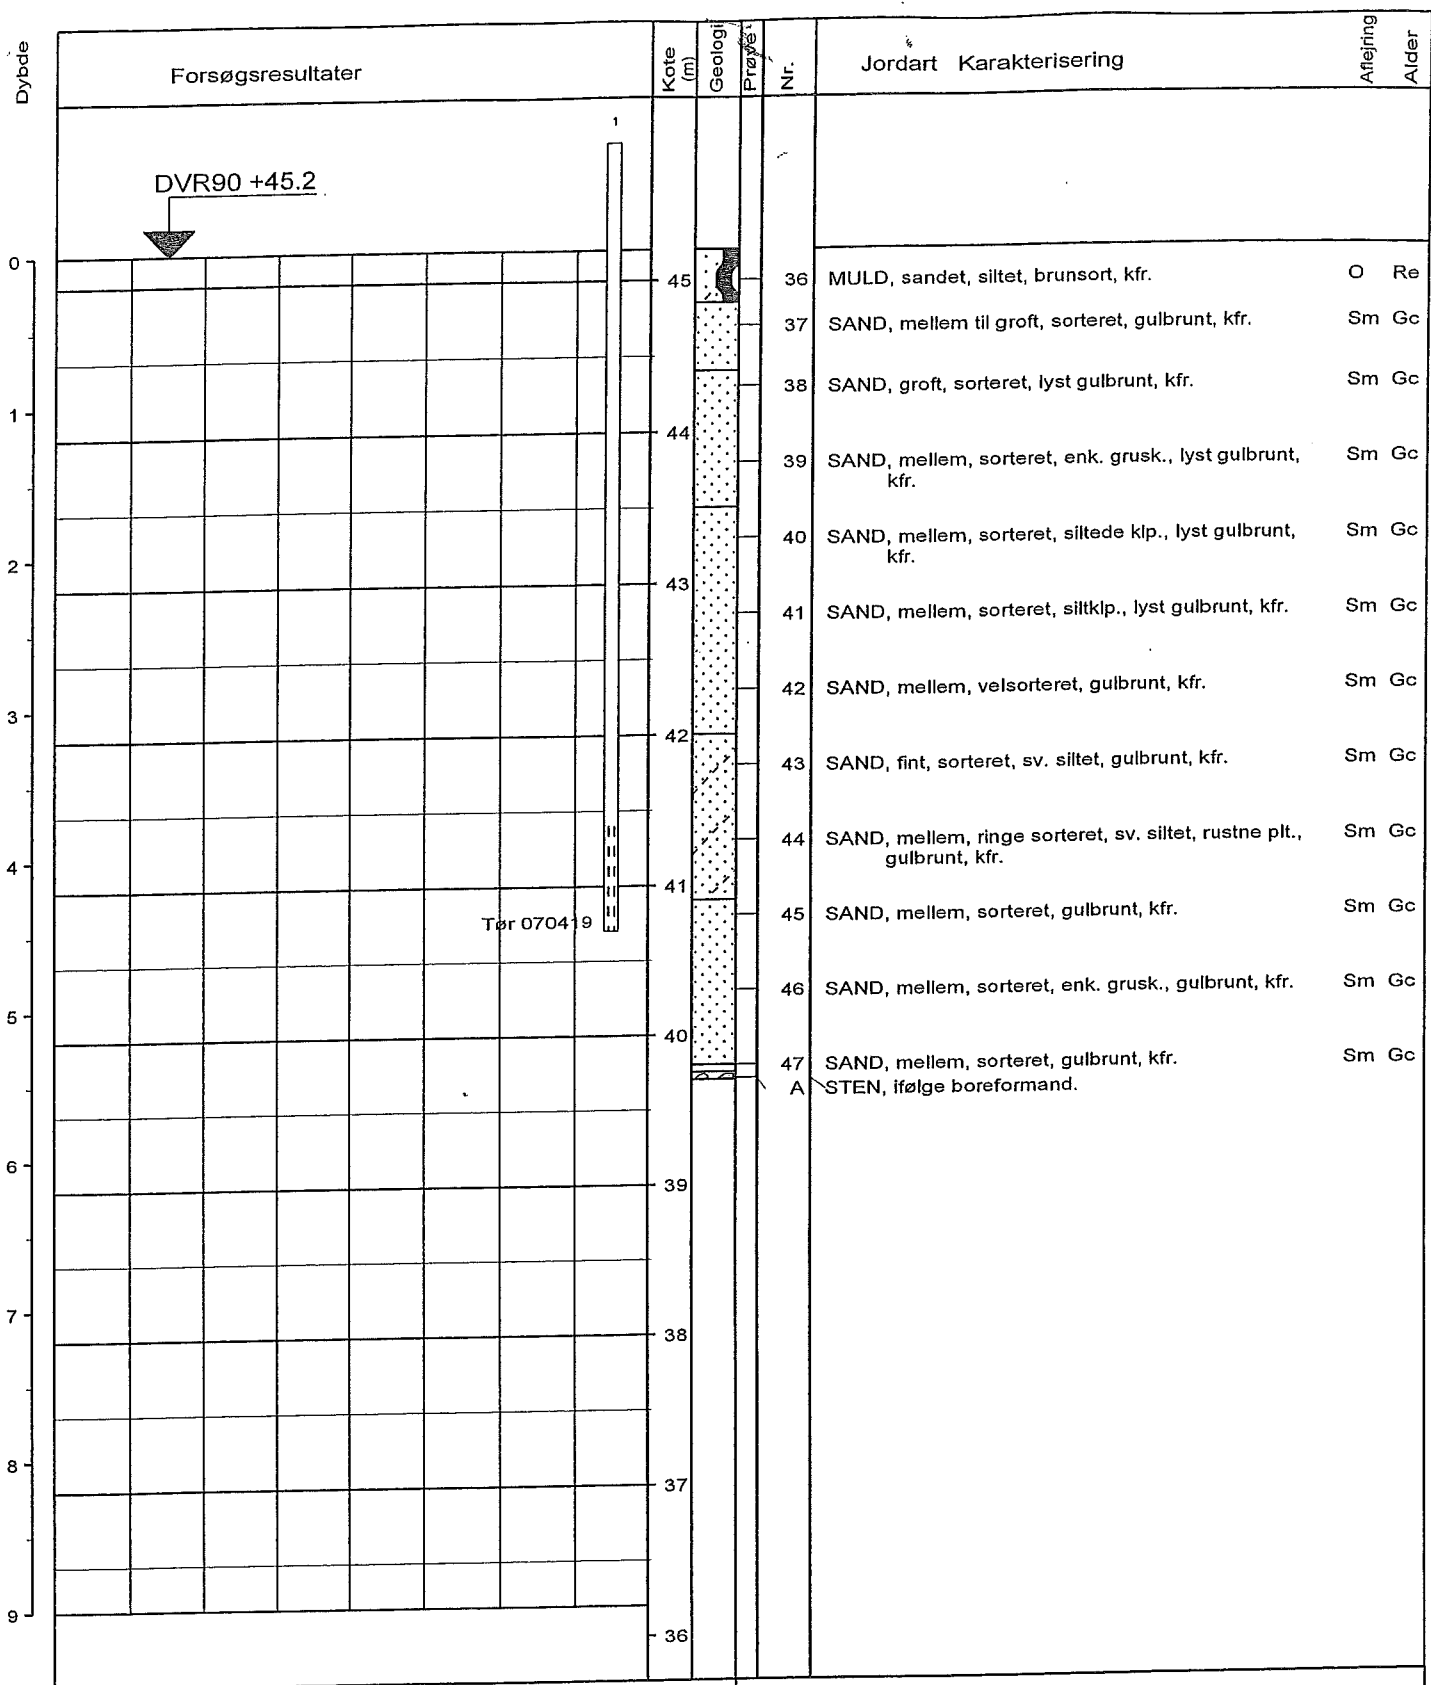 Dybde
Forsøgsresultater
Kote
(m)
Geologi
Prøve
Nr.
Jordart Karakterisering
Aflejring
Alder
1
DVR90 +45.2
0
45
36 MULD, sandet, siltet, brunsort, kfr. O Re
37 SAND, mellem til groft, sorteret, gulbrunt, kfr. Sm Gc
38 SAND, groft, sorteret, lyst gulbrunt, kfr. Sm Gc
1
44
39 SAND, mellem, sorteret, enk. grusk., lyst gulbrunt, Sm Gc
kfr.
40 SAND, mellem, sorteret, siltede klp., lyst gulbrunt, Sm Gc
kfr.
2
43
41 SAND, mellem, sorteret, siltklp., lyst gulbrunt, kfr. Sm Gc
42 SAND, mellem, velsorteret, gulbrunt, kfr. Sm Gc
3
42
43 SAND, fint, sorteret, sv. siltet, gulbrunt, kfr. Sm Gc
44 SAND, mellem, ringe sorteret, sv. siltet, rustne plt., Sm Gc
gulbrunt, kfr.
4
41
Tør 070419
45 SAND, mellem, sorteret, gulbrunt, kfr. Sm Gc
46 SAND, mellem, sorteret, enk. grusk., gulbrunt, kfr. Sm Gc
5
40
47 SAND, mellem, sorteret, gulbrunt, kfr. Sm Gc
A STEN, ifølge boreformand.
6
39
7
38
8
37
9
36